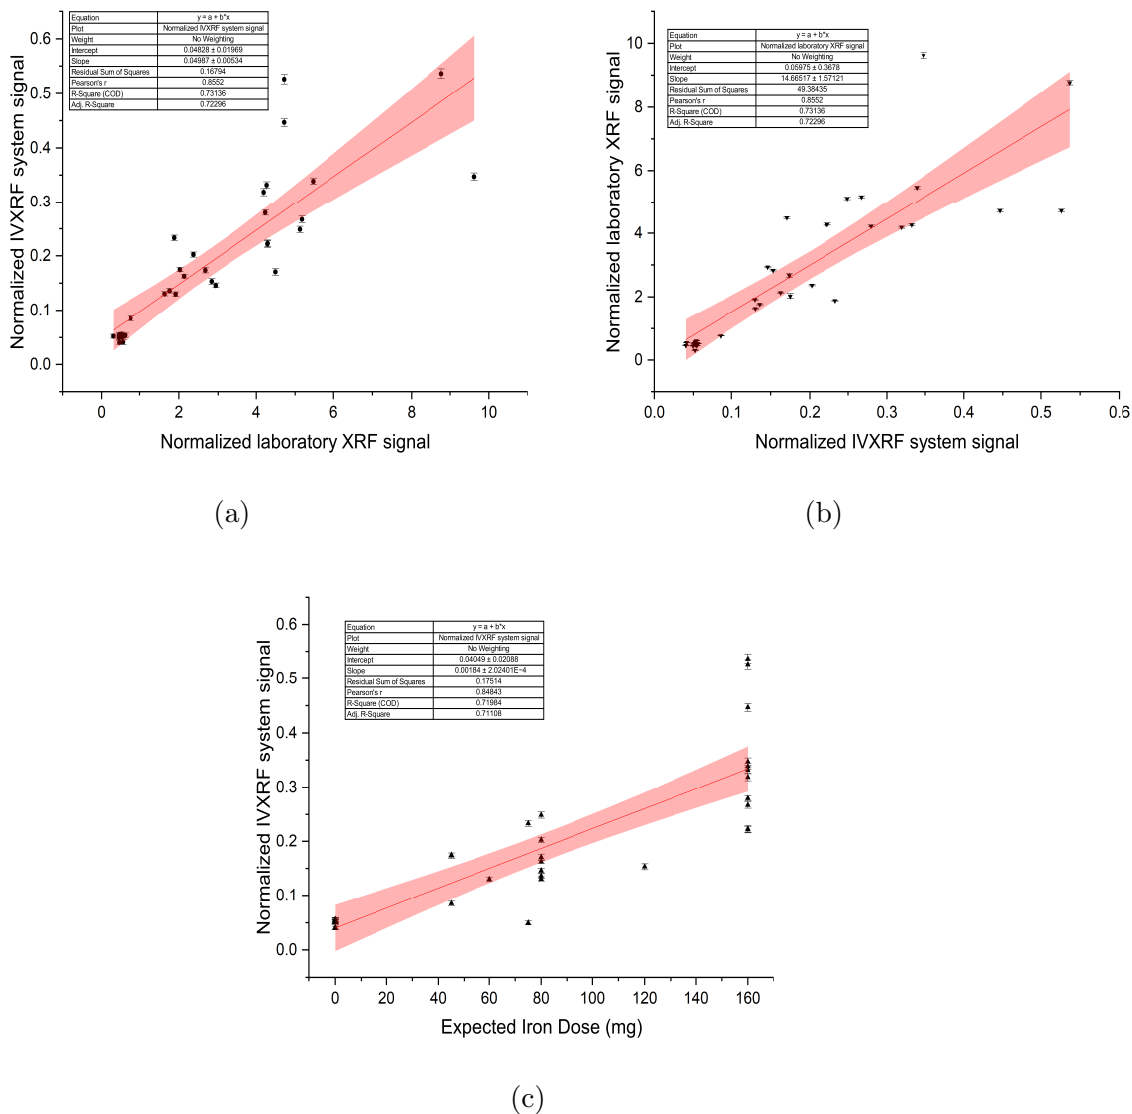 Equation y = a + b*x
Plot Normalized IVXRF system signal
Weight No Weighting
Intercept 0.04828 ± 0.01969
Slope 0.04987 ± 0.00534
Residual Sum of Squares 0.16794
Pearson's r 0.8552
R-Square (COD) 0.73136
Adj. R-Square 0.72296
Normalized IVXRF system signal
0.6
0.5
0.4
0.3
0.2
0.1
0.0
0 2 4 6 8 10
Normalized laboratory XRF signal
(a)
Equation y = a + b*x
Plot Normalized laboratory XRF signal
Weight No Weighting
Intercept 0.05975 ± 0.3678
Slope 14.66517 ± 1.57121
Residual Sum of Squares 49.38435
Pearson's r 0.8552
R-Square (COD) 0.73136
Adj. R-Square 0.72296
Normalized laboratory XRF signal
10
8
6
4
2
0
0.0 0.1 0.2 0.3 0.4 0.5 0.6
Normalized IVXRF system signal
(b)
Equation y = a + b*x
Plot Normalized IVXRF system signal
Weight No Weighting
Intercept 0.04049 ± 0.02088
Slope 0.00184 ± 2.02401E−4
Residual Sum of Squares 0.17514
Pearson's r 0.84843
R-Square (COD) 0.71984
Adj. R-Square 0.71108
Normalized IVXRF system signal
0.6
0.5
0.4
0.3
0.2
0.1
0.0
0 20 40 60 80 100 120 140 160
Expected Iron Dose (mg)
(c)